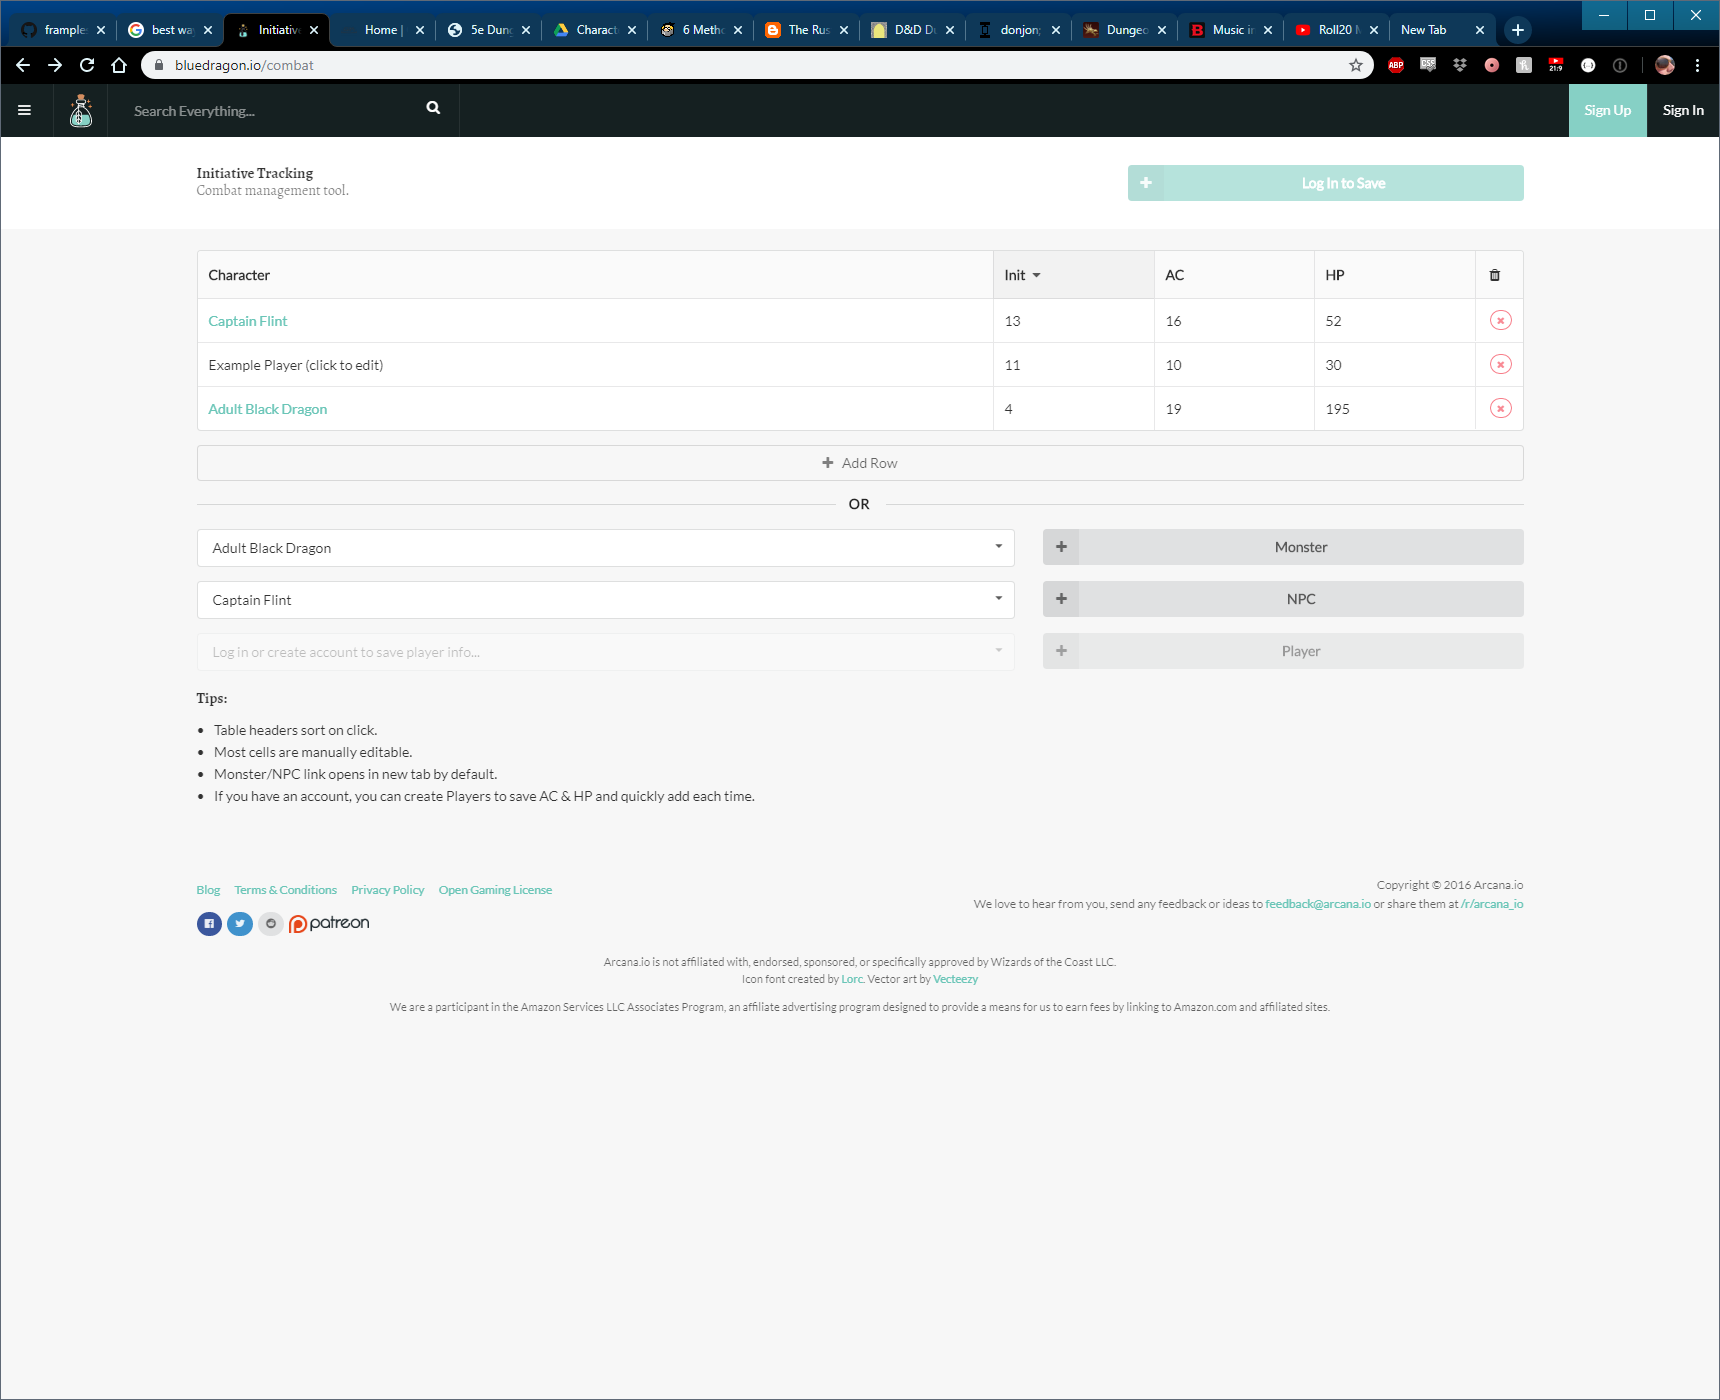 frample
best wa
Initiative
Home |
5e Dung
Charact
6 Metho
The Rus
D&D Du
donjon;
Dungeo
Music in
Roll20 M
New Tab
bluedragon.io/combat
ABP
21:9
Search Everything...
Sign Up
Sign In
Initiative Tracking
Combat management tool.
Log In to Save
Character Init AC HP
Captain Flint 13 16 52
Example Player (click to edit) 11 10 30
Adult Black Dragon 4 19 195
Add Row
OR
Adult Black Dragon
Monster
Captain Flint
NPC
Log in or create account to save player info...
Player
Tips:
• Table headers sort on click.
• Most cells are manually editable.
• Monster/NPC link opens in new tab by default.
• If you have an account, you can create Players to save AC & HP and quickly add each time.
Blog Terms & Conditions Privacy Policy Open Gaming License
patreon
Copyright © 2016 Arcana.io
We love to hear from you, send any feedback or ideas to feedback@arcana.io or share them at /r/arcana_io
Arcana.io is not affiliated with, endorsed, sponsored, or specifically approved by Wizards of the Coast LLC.
Icon font created by Lorc. Vector art by Vecteezy
We are a participant in the Amazon Services LLC Associates Program, an affiliate advertising program designed to provide a means for us to earn fees by linking to Amazon.com and affiliated sites.